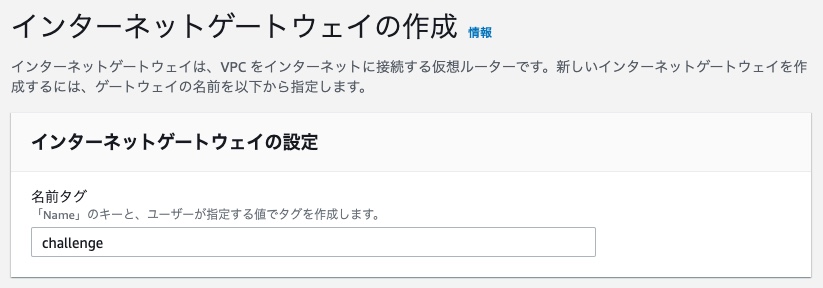 インターネットゲートウェイの作成 情報
インターネットゲートウェイは、VPC をインターネットに接続する仮想ルーターです。新しいインターネットゲートウェイを作
成するには、ゲートウェイの名前を以下から指定します。
インターネットゲートウェイの設定
名前タグ
「Name」のキーと、ユーザーが指定する値でタグを作成します。
challenge